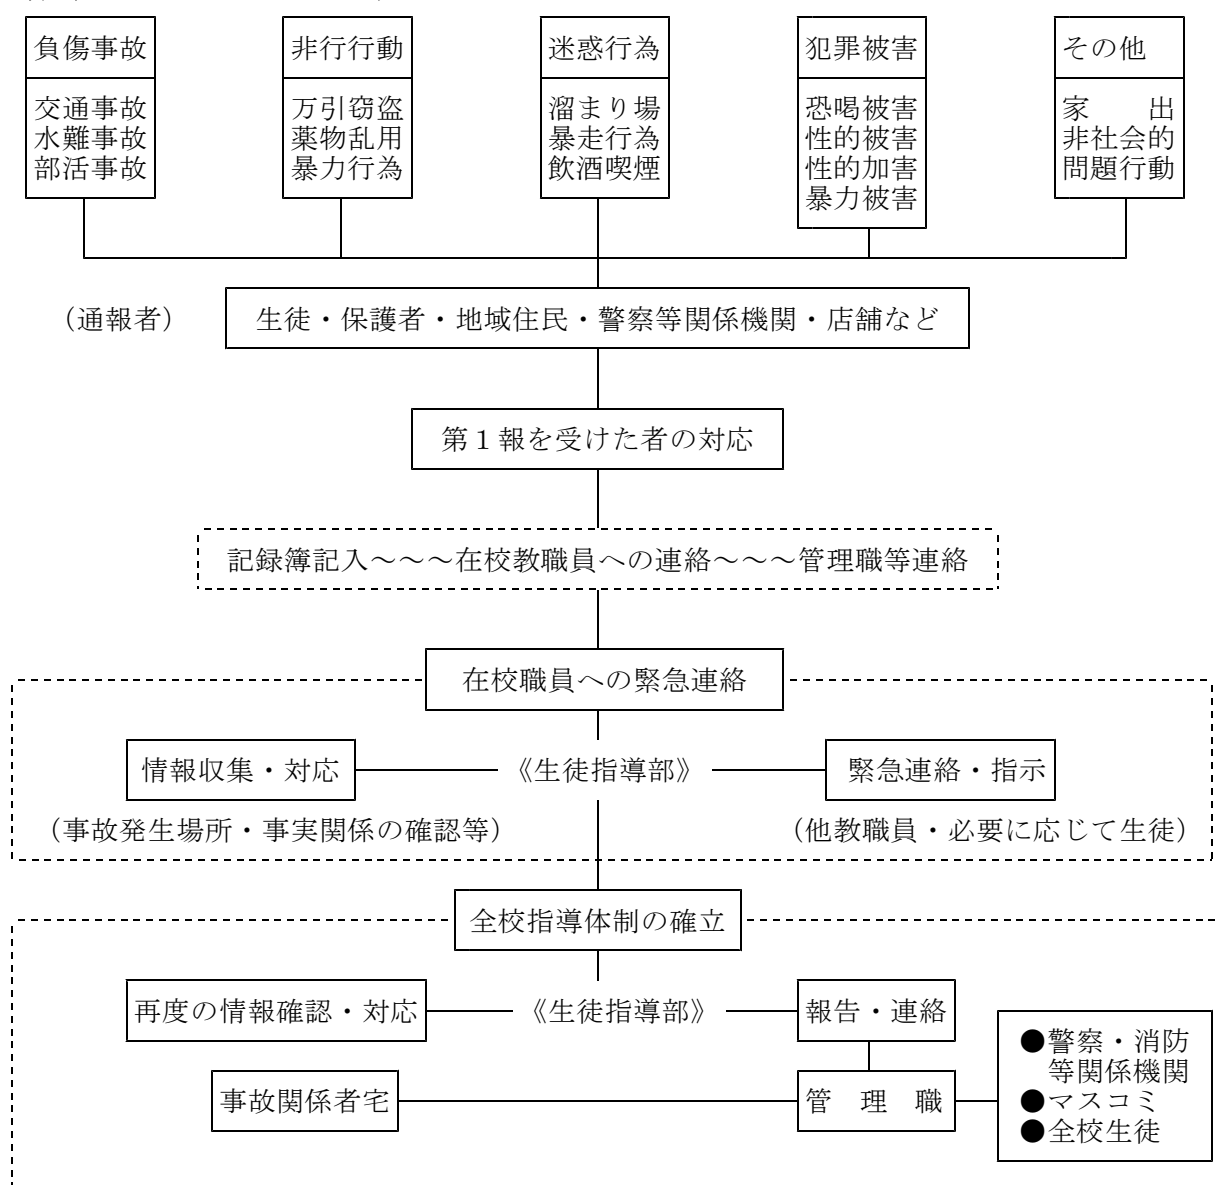 負傷事故
交通事故
水難事故
部活事故
非行行動
万引窃盗
薬物乱用
暴力行為
迷惑行為
溜まり場
暴走行為
飲酒喫煙
犯罪被害
恐喝被害
性的被害
性的加害
暴力被害
その他
家　　出
非社会的
問題行動
（通報者）
生徒・保護者・地域住民・警察等関係機関・店舗など
第１報を受けた者の対応
記録簿記入～～～在校教職員への連絡～～～管理職等連絡
在校職員への緊急連絡
情報収集・対応
《生徒指導部》
緊急連絡・指示
（事故発生場所・事実関係の確認等）
（他教職員・必要に応じて生徒）
全校指導体制の確立
再度の情報確認・対応
《生徒指導部》
報告・連絡
事故関係者宅
管　理　職
●警察・消防
等関係機関
●マスコミ
●全校生徒